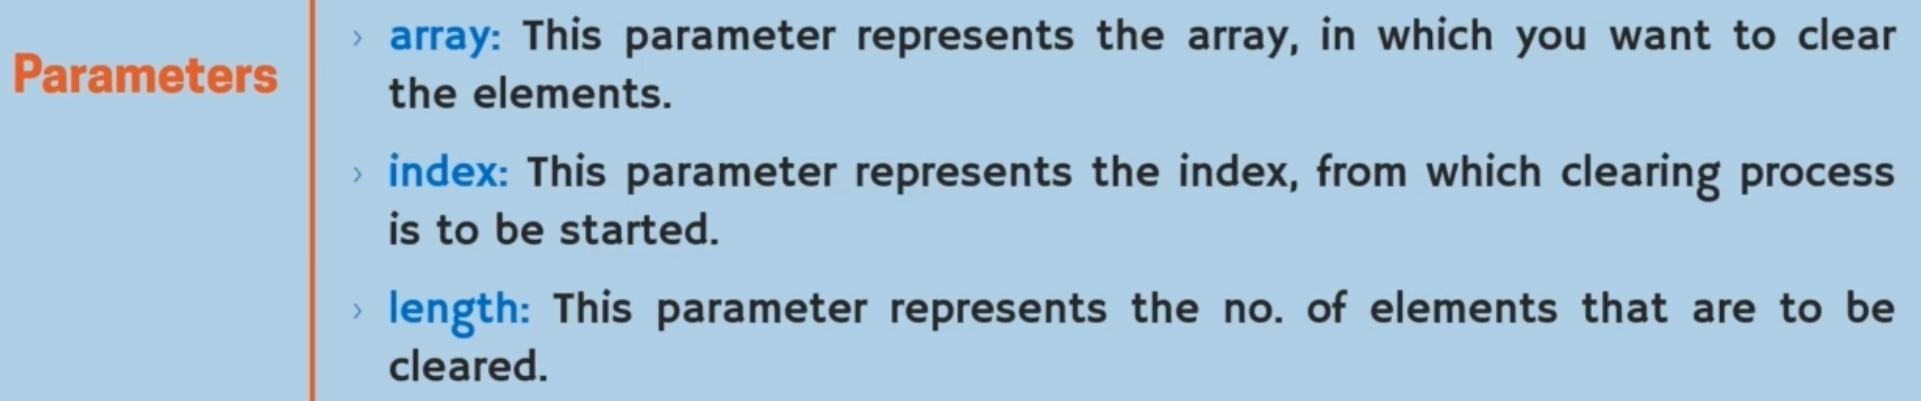 Parameters
› array: This parameter represents the array, in which you want to clear
the elements.
› index: This parameter represents the index, from which clearing process
is to be started.
› length: This parameter represents the no. of elements that are to be
cleared.